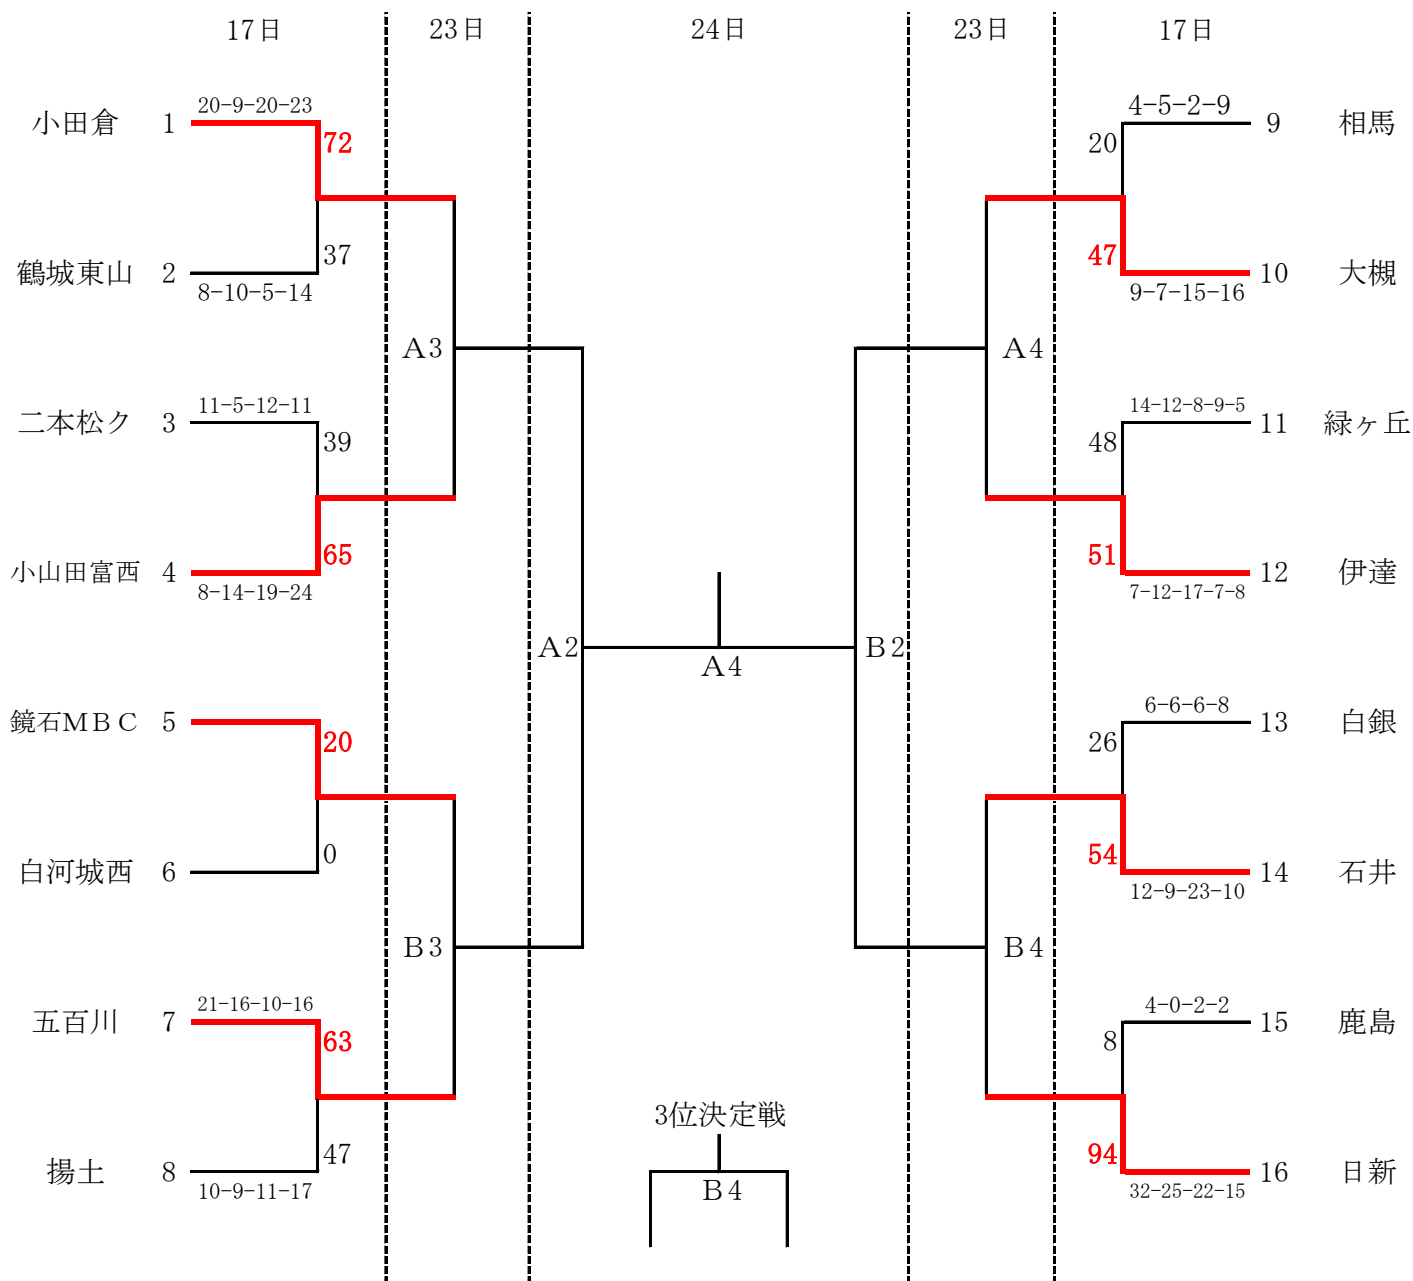 17日 23日 24日 23日 17日
20-9-20-23
小田倉 1
72
37
鶴城東山 2
8-10-5-14
A3
11-5-12-11
二本松ク 3
39
65
小山田富西 4
8-14-19-24
A2
鏡石MBC 5
20
0
白河城西 6
B3
21-16-10-16
五百川 7
63
47
揚土 8
10-9-11-17
A4
3位決定戦
B4
4-5-2-9
20
9 相馬
47
10 大槻
9-7-15-16
A4
14-12-8-9-5
48
11 緑ヶ丘
51
12 伊達
7-12-17-7-8
B2
6-6-6-8
26
13 白銀
54
14 石井
12-9-23-10
B4
4-0-2-2
8
15 鹿島
94
16 日新
32-25-22-15